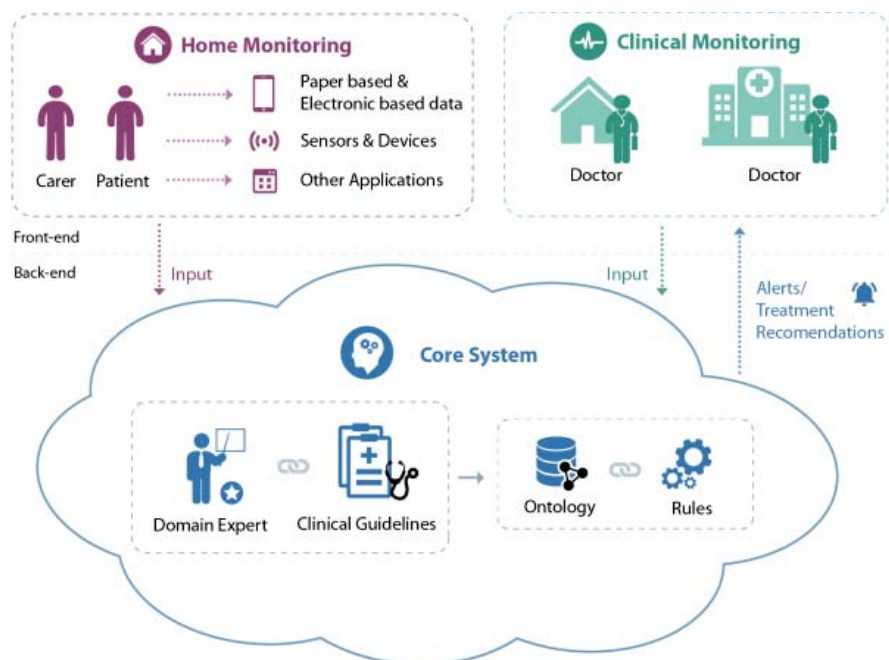 Home Monitoring
Paper based &
Electronic based data
Sensors & Devices
Other Applications
Carer
Patient
Clinical Monitoring
Doctor
Doctor
Front-end
Back-end
Input
Input
Alerts/
Treatment
Recomendations
Core System
Domain Expert
Clinical Guidelines
Ontology
Rules